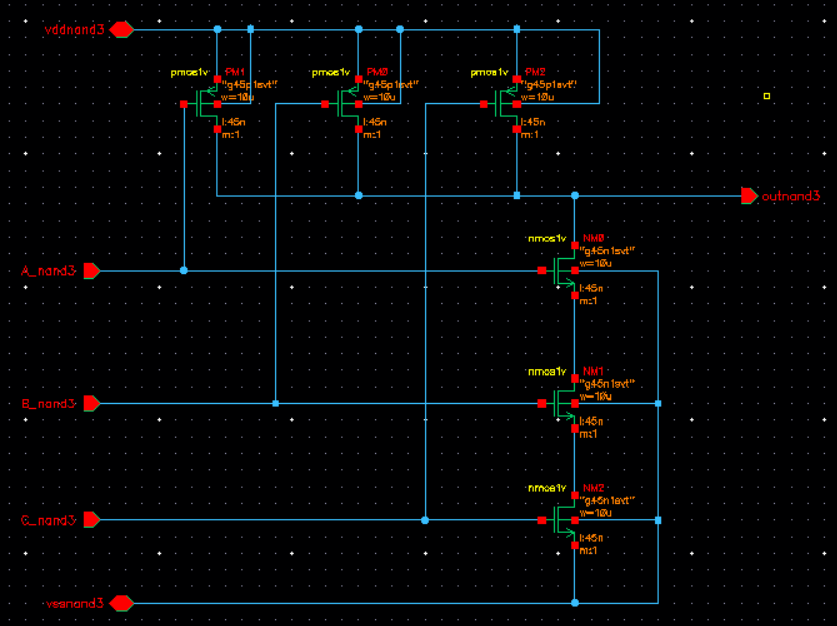 vddnand3
pmos1v PM1
"g45p1svt"
w=10u
l:45n
m:1
pmos1v PM0
"g45p1svt"
w=10u
l:45n
m:1
pmos1v PM2
"g45p1svt"
w=10u
l:45n
m:1
outnand3
nmos1v NM0
"g45n1svt"
w=10u
l:45n
m:1
A_nand3
nmos1v NM1
"g45n1svt"
w=10u
l:45n
m:1
B_nand3
nmos1v NM2
"g45n1svt"
w=10u
l:45n
m:1
C_nand3
vssnand3